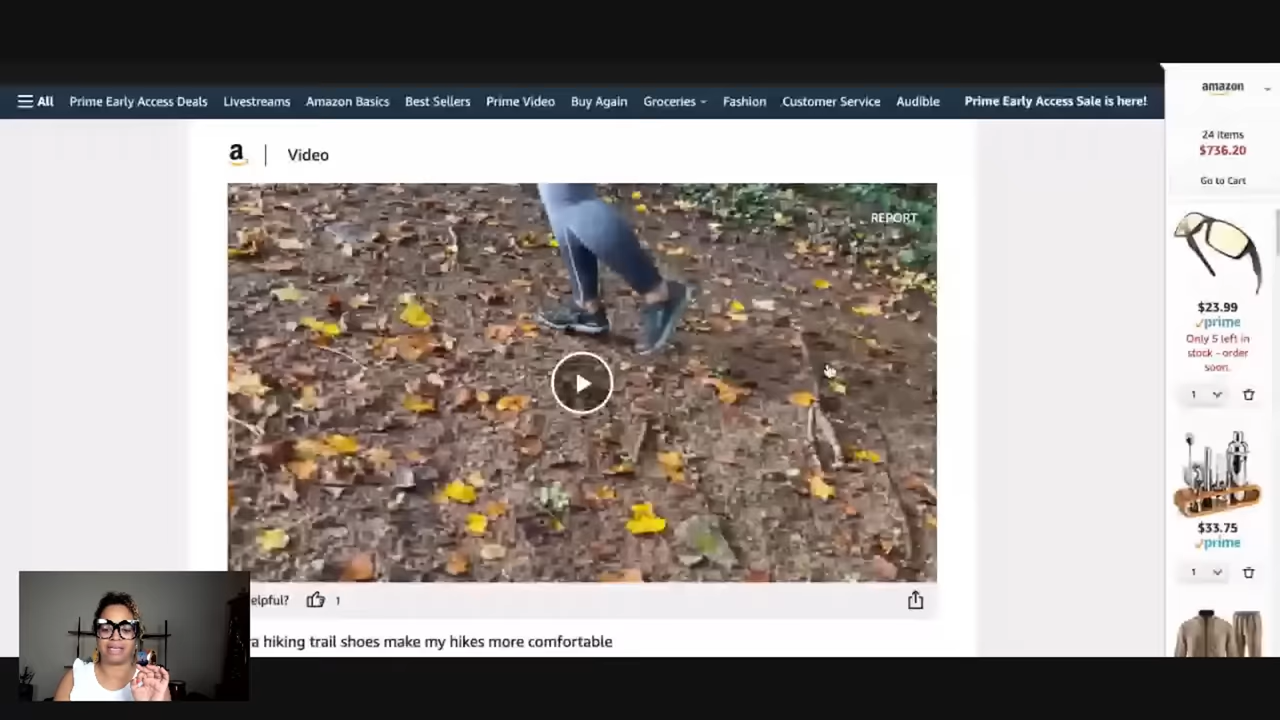 All Prime Early Access Deals Livestreams Amazon Basics Best Sellers Prime Video Buy Again Groceries Fashion Customer Service Audible Prime Early Access Sale is here!
a Video
REPORT
elpful? 1
a hiking trail shoes make my hikes more comfortable
amazon
24 items
$736.20
Go to Cart
$23.99
prime
Only 5 left in
stock - order
soon.
1
$33.75
prime
1